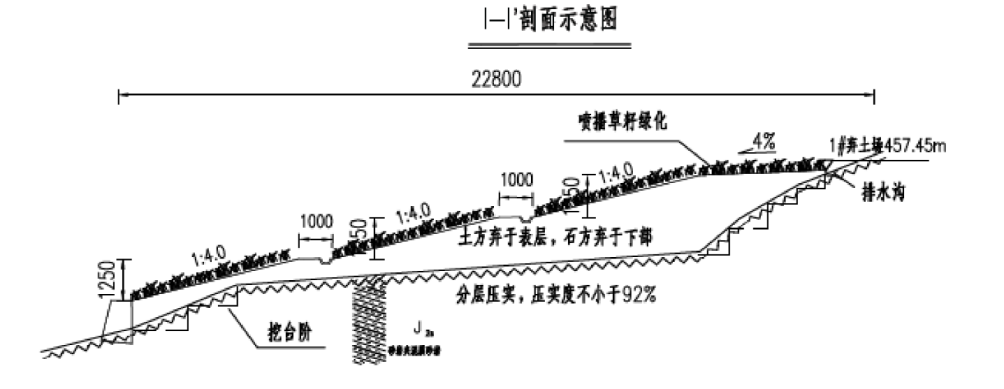 I—I'剖面示意图
22800
喷播草籽绿化
4%
1#弃土场457.45m
排水沟
1:4.0
1000
1250
1:4.0
1000
1250
土方弃于表层，石方弃于下部
1:4.0
1250
分层压实，压实度不小于92%
挖台阶
J